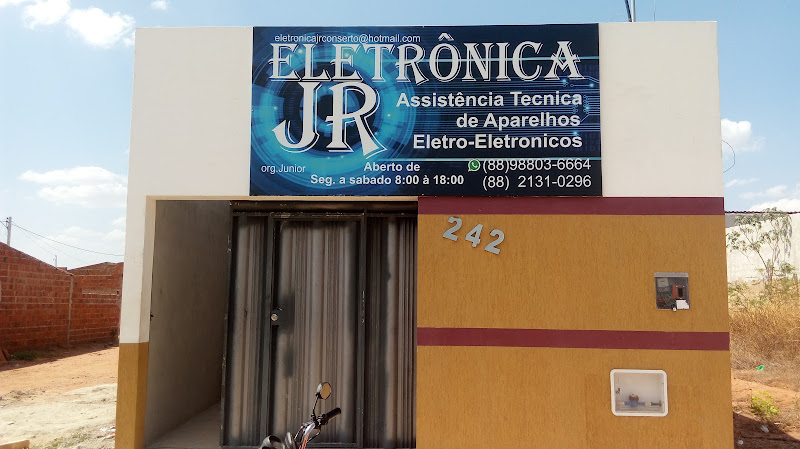 eletronicajrconserto@hotmail.com
ELETRÔNICA
JR
Assistência Tecnica
de Aparelhos
Eletro-Eletronicos
org.Junior
Aberto de
Seg. a sabado 8:00 à 18:00
(88)98803-6664
(88) 2131-0296
242